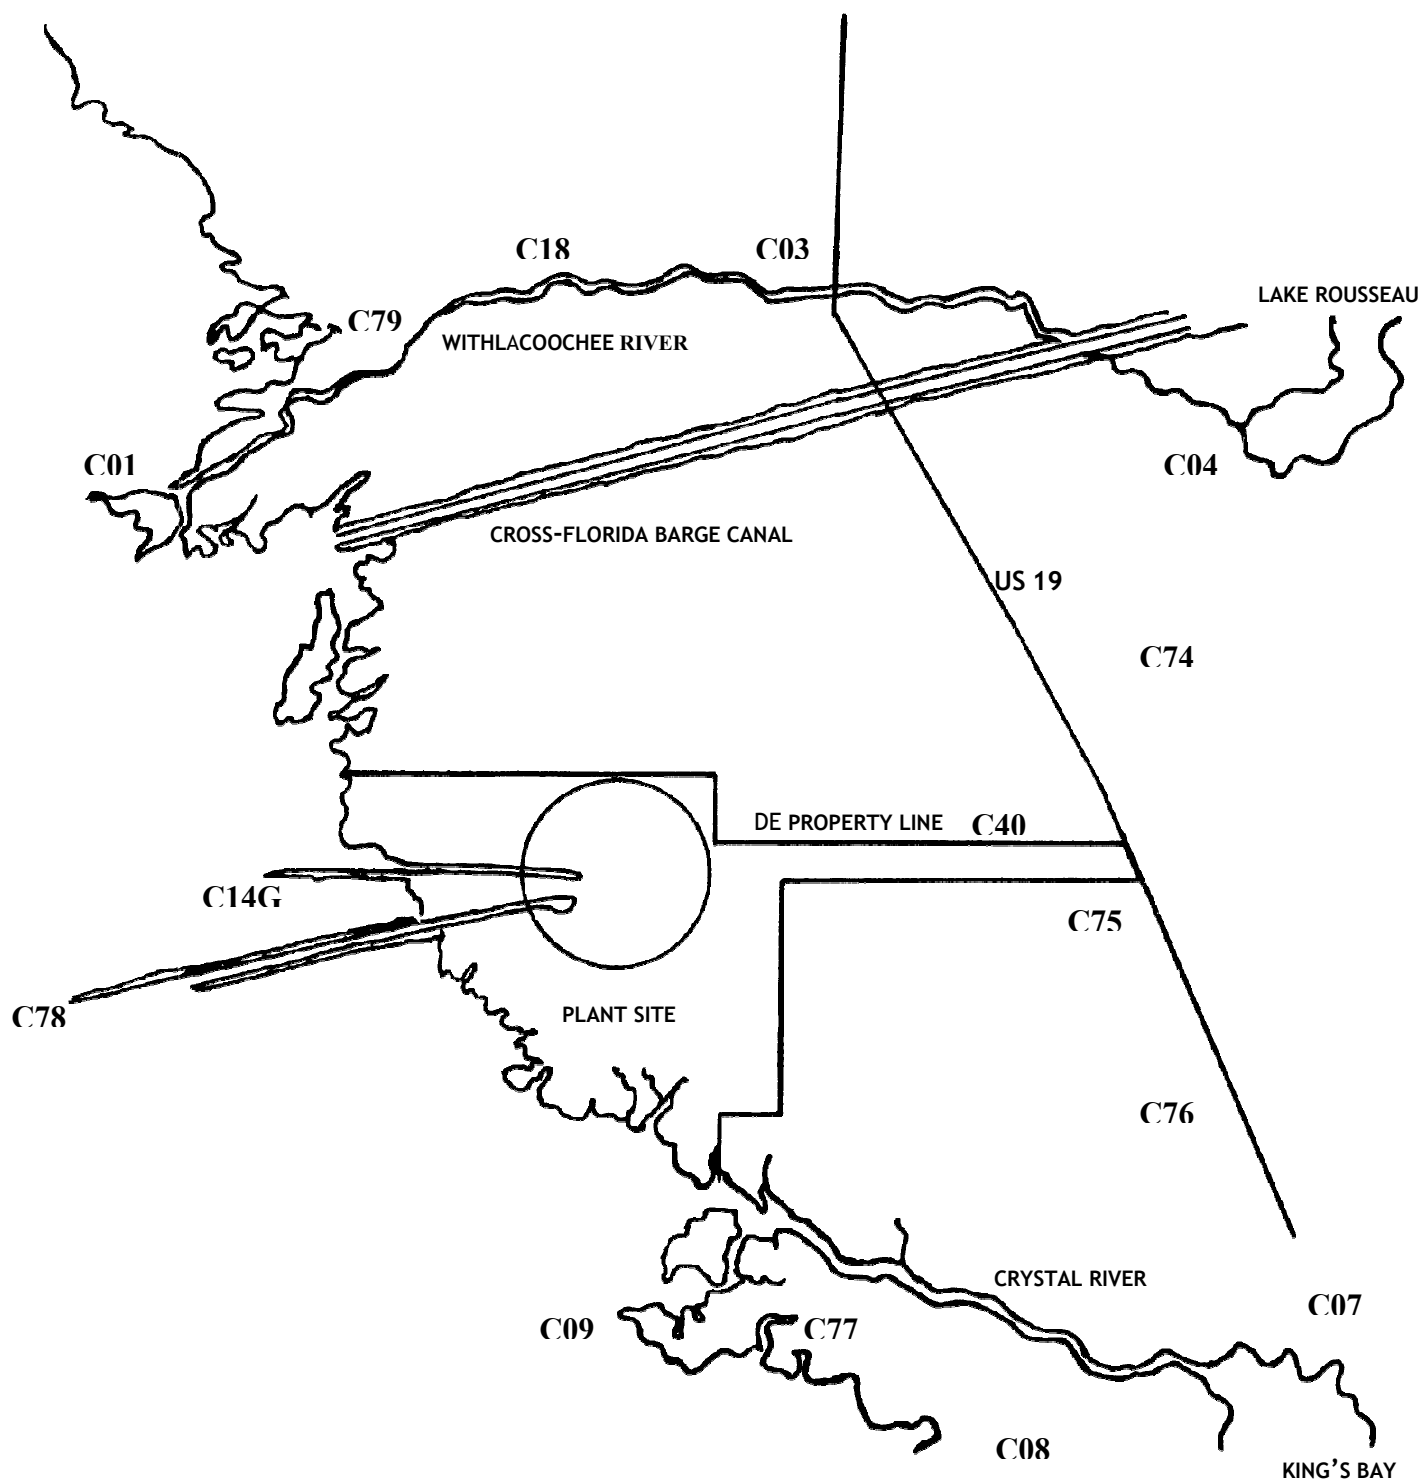 C18
C03
LAKE ROUSSEAU
C79
WITHLACOOCHEE RIVER
C01
C04
CROSS-FLORIDA BARGE CANAL
US 19
C74
DE PROPERTY LINE
C40
C14G
C75
C78
PLANT SITE
C76
CRYSTAL RIVER
C07
C09
C77
C08
KING'S BAY